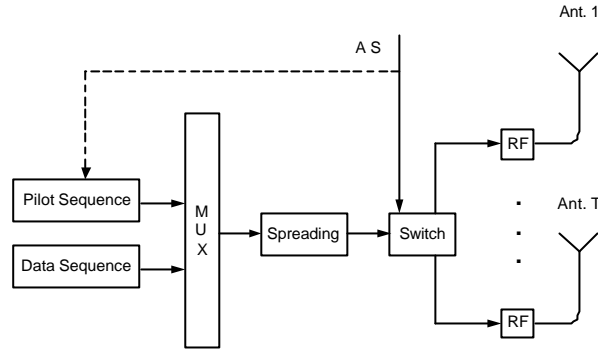 Ant. 1
A S
RF
Pilot Sequence
M
U
X
Ant. T
Spreading
Switch
Data Sequence
RF